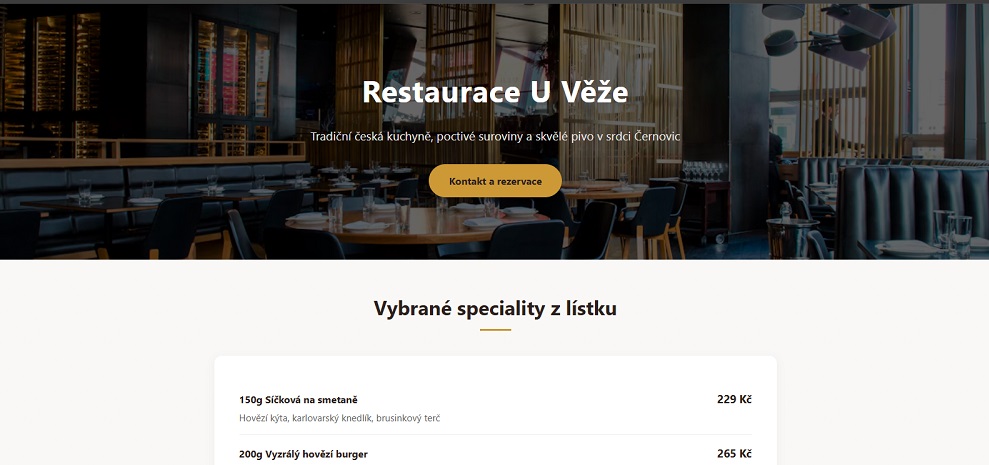 Restaurace U Věže
Tradiční česká kuchyně, poctivé suroviny a skvělé pivo v srdci Černovic
Kontakt a rezervace
Vybrané speciality z lístku
150g Síčková na smetaně 229 Kč
Hovězí kýta, karlovarský knedlík, brusinkový terč
200g Vyzrálý hovězí burger 265 Kč